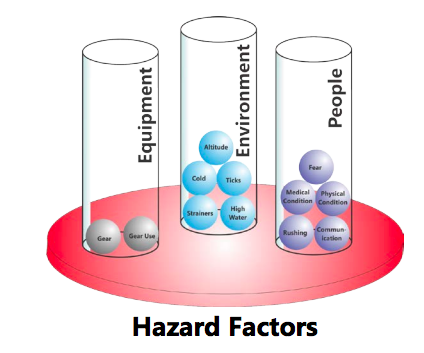 Equipment
Environment
People
Altitude
Cold
Ticks
Strainers
High
Water
Gear
Gear Use
Fear
Medical
Condition
Physical
Condition
Rushing
Commun-
ication
Hazard Factors